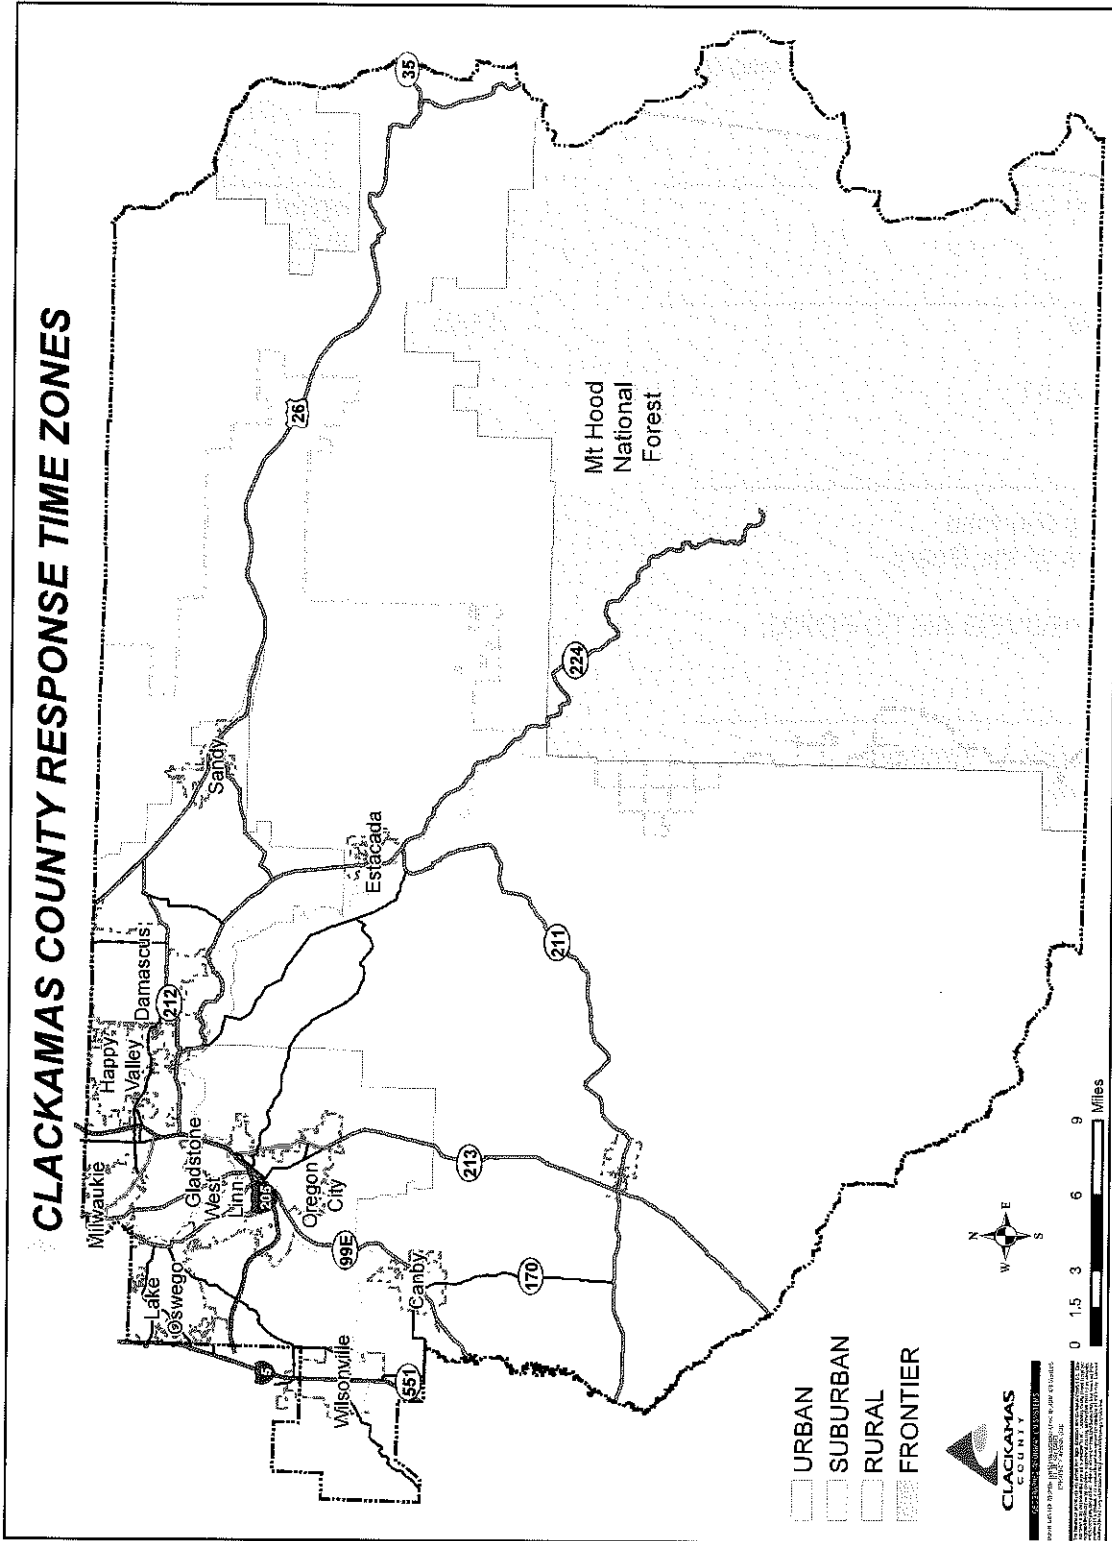 CLACKAMAS COUNTY RESPONSE TIME ZONES
Milwaukie
Happy
Valley
Damascus
212
Lake
Oswego
Gladstone
West
Linn
205
Oregon
City
Sandy
26
35
Estacada
5
Wilsonville
551
99E
Canby
213
170
211
224
Mt Hood
National
Forest
URBAN
SUBURBAN
RURAL
FRONTIER
N
W
E
S
0 1.5 3 6 9
Miles
CLACKAMAS
COUNTY